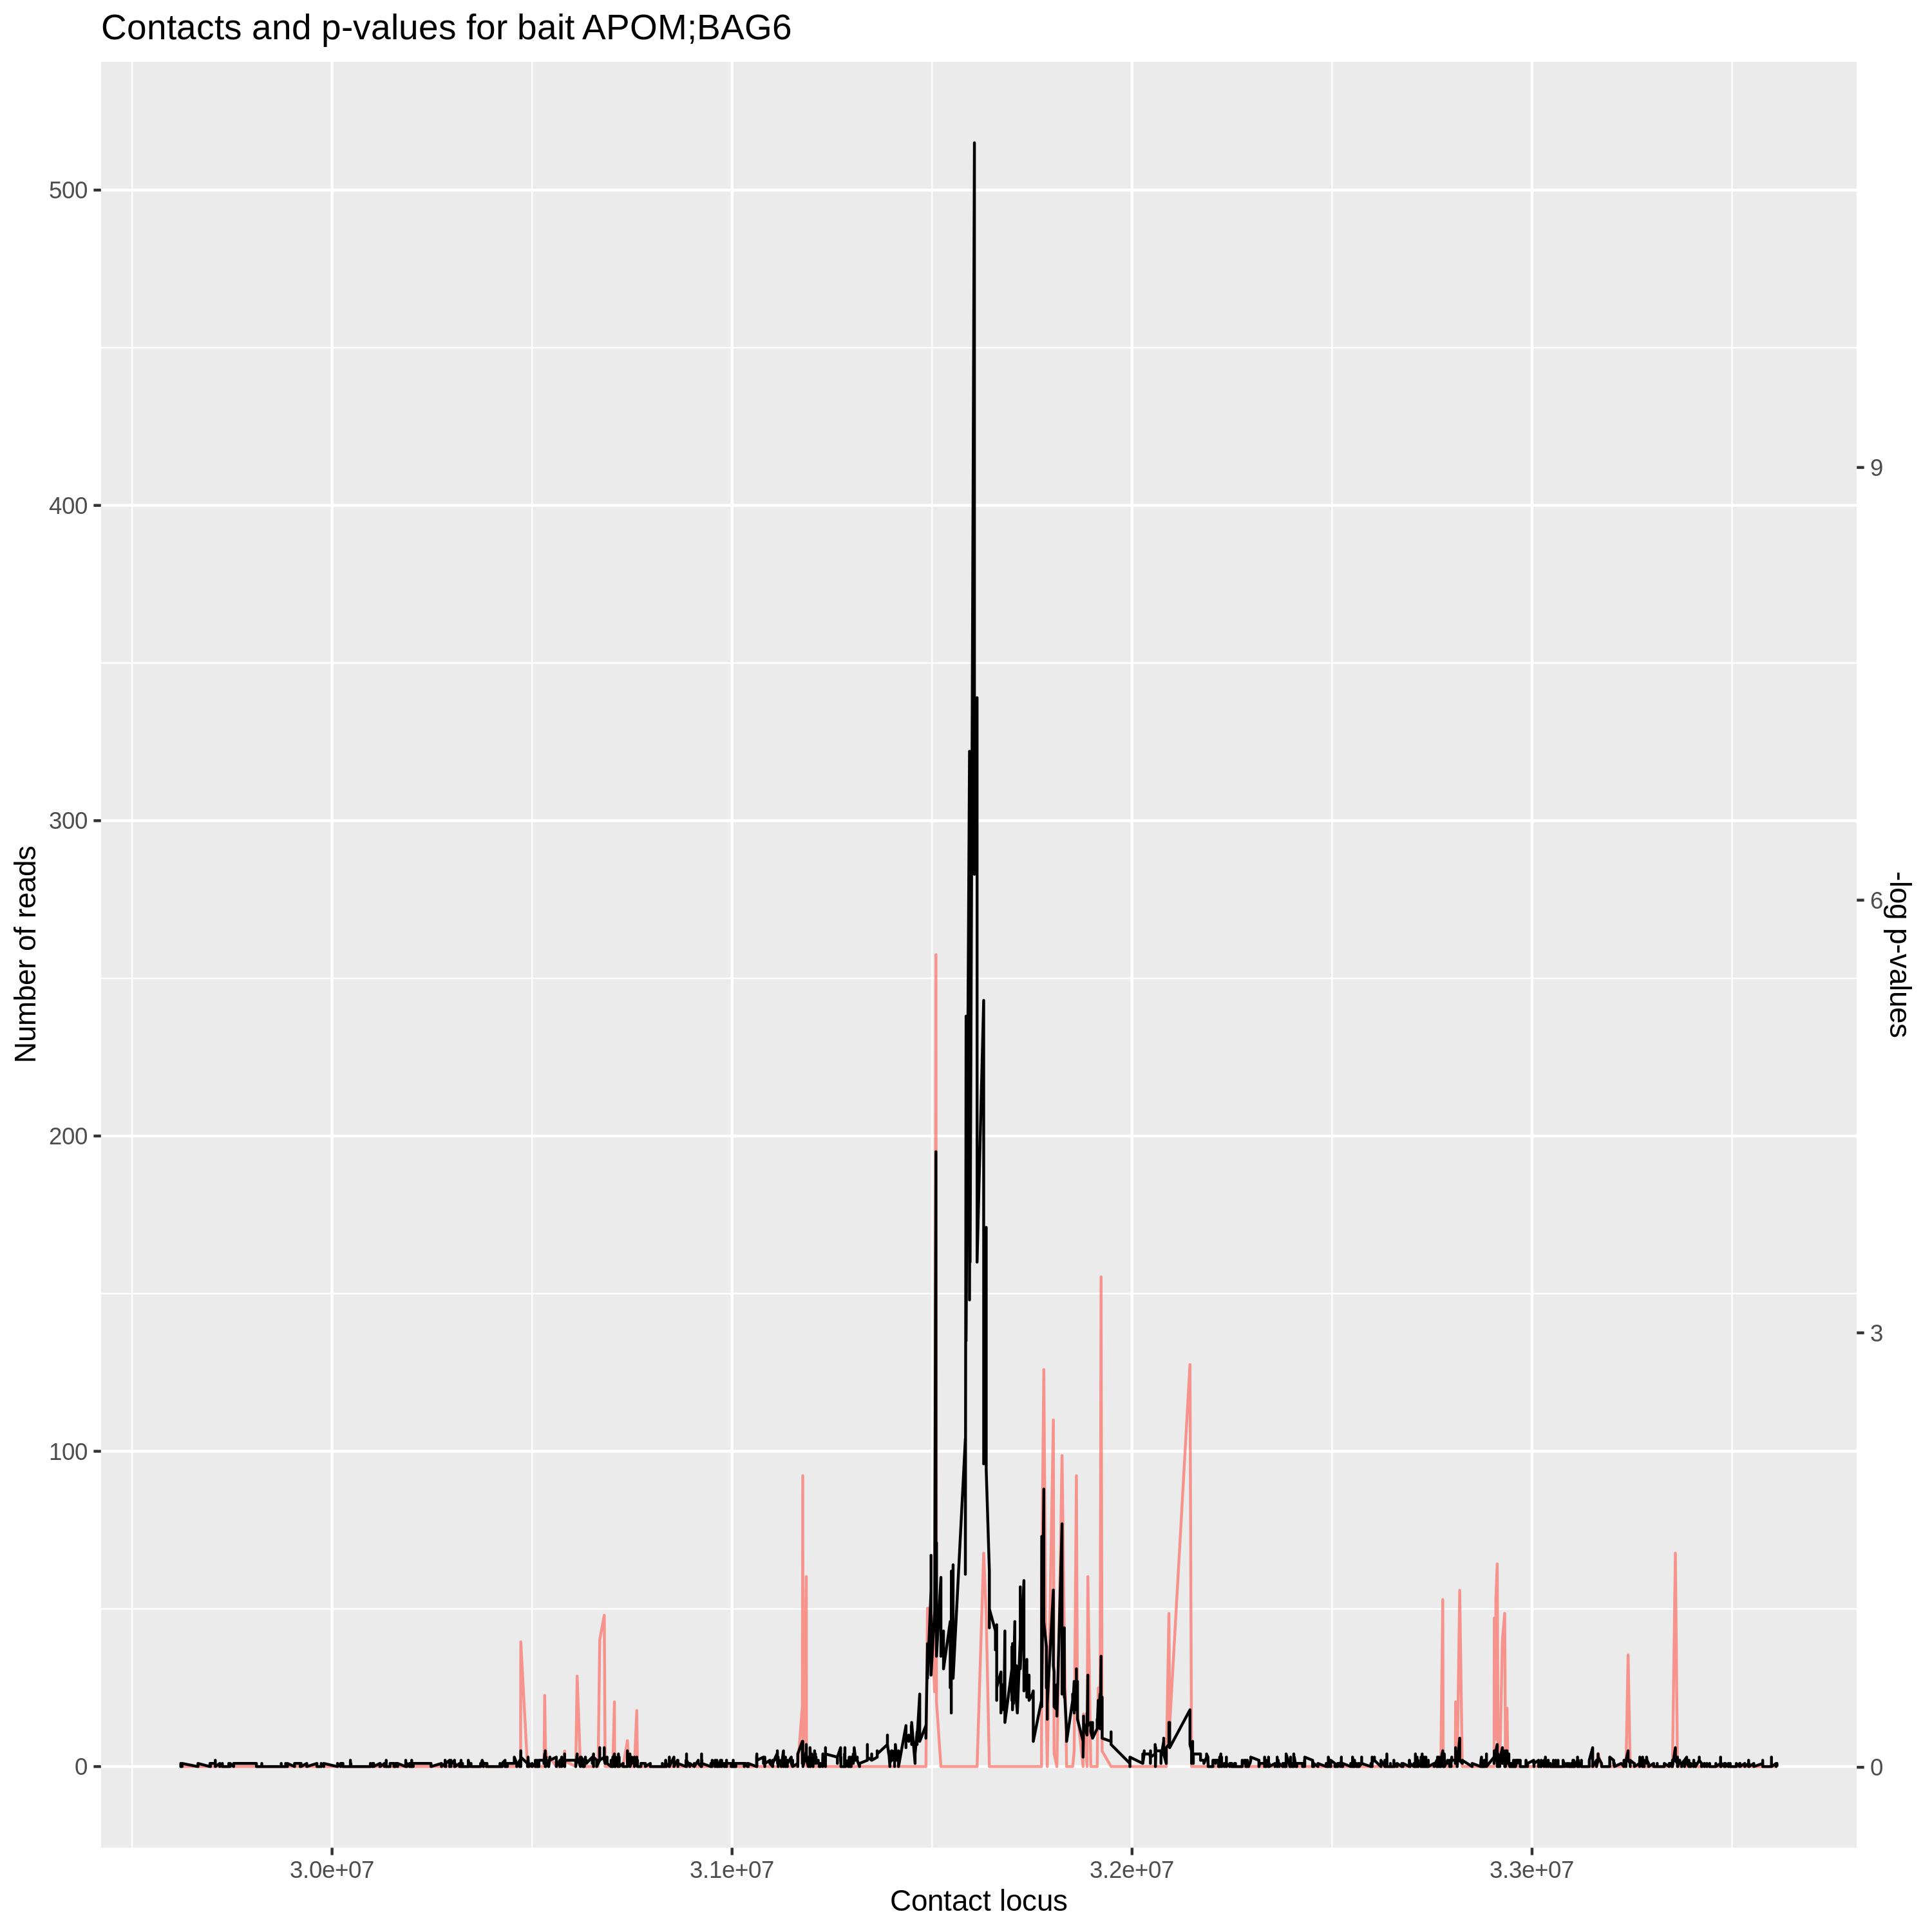 Contacts and p-values for bait APOM;BAG6
500
400
300
200
100
0
Number of reads
9
6
3
0
-log p-values
3.0e+07
3.1e+07
3.2e+07
3.3e+07
Contact locus